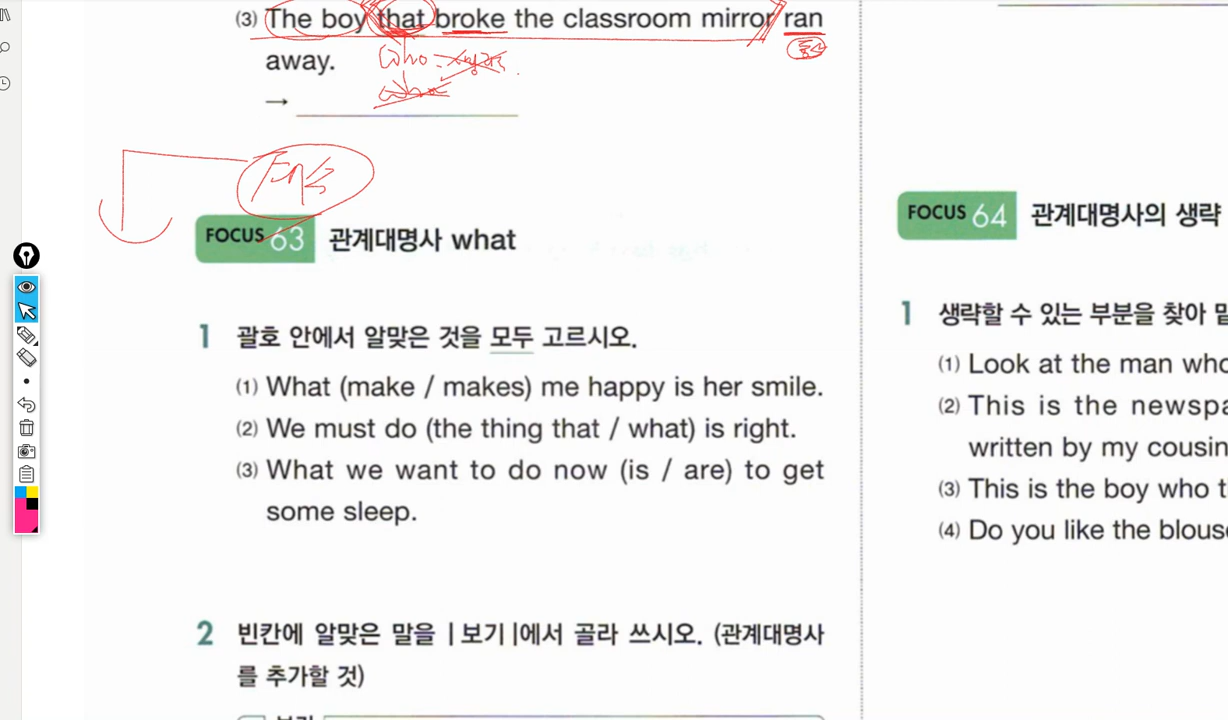 (3) The boy that broke the classroom mirror ran
away.
who
→
FOCUS 63 관계대명사 what
1 괄호 안에서 알맞은 것을 모두 고르시오.
(1) What (make / makes) me happy is her smile.
(2) We must do (the thing that / what) is right.
(3) What we want to do now (is / are) to get
some sleep.
2 빈칸에 알맞은 말을 | 보기 |에서 골라 쓰시오. (관계대명사
를 추가할 것)
FOCUS 64 관계대명사의 생략
1 생략할 수 있는 부분을 찾아
(1) Look at the man
(2) This is the
written by my cousin
(3) This is the boy who
(4) Do you like the